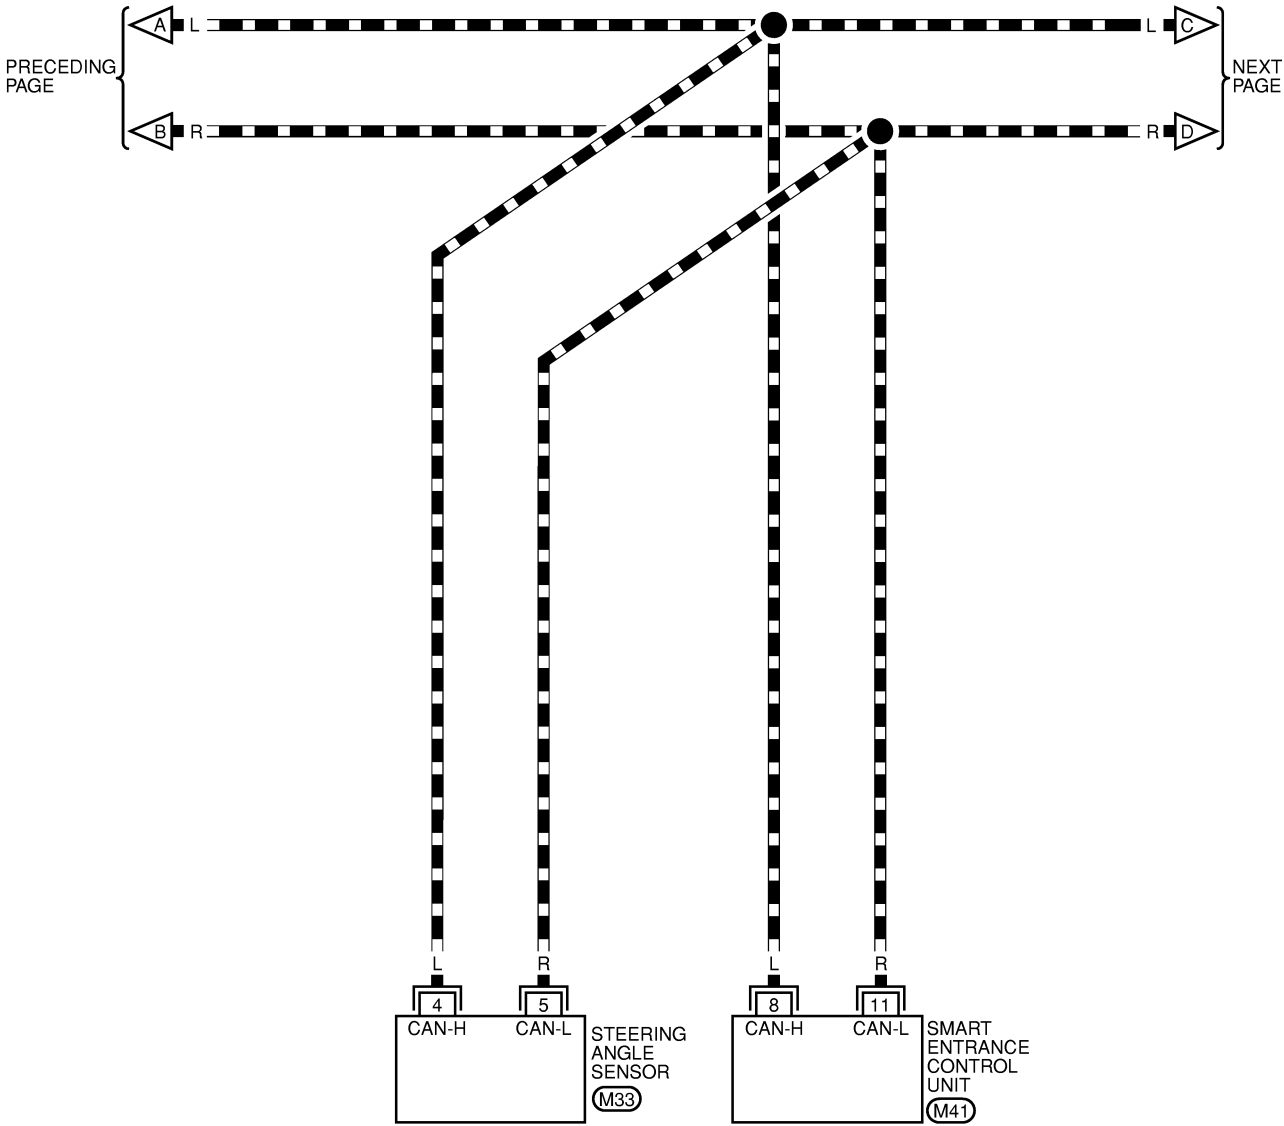 A L L C
PRECEDING
PAGE
NEXT
PAGE
B R R D
L R L R
4 5 8 11
CAN-H CAN-L CAN-H CAN-L
STEERING
ANGLE
SENSOR
M33
SMART
ENTRANCE
CONTROL
UNIT
M41